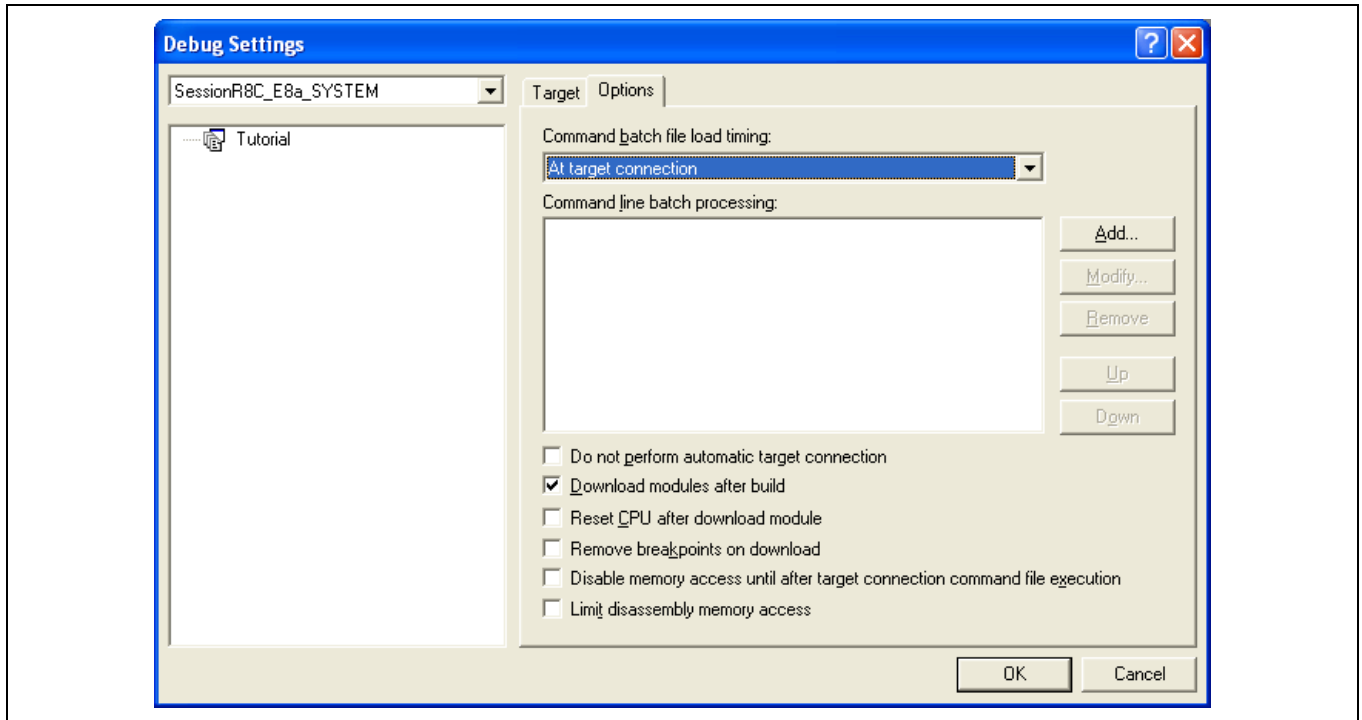 Debug Settings
SessionR8C_E8a_SYSTEM
Tutorial
Target Options
Command batch file load timing:
At target connection
Command line batch processing:
Add...
Modify...
Remove
Up
Down
Do not perform automatic target connection
Download modules after build
Reset CPU after download module
Remove breakpoints on download
Disable memory access until after target connection command file execution
Limit disassembly memory access
OK Cancel